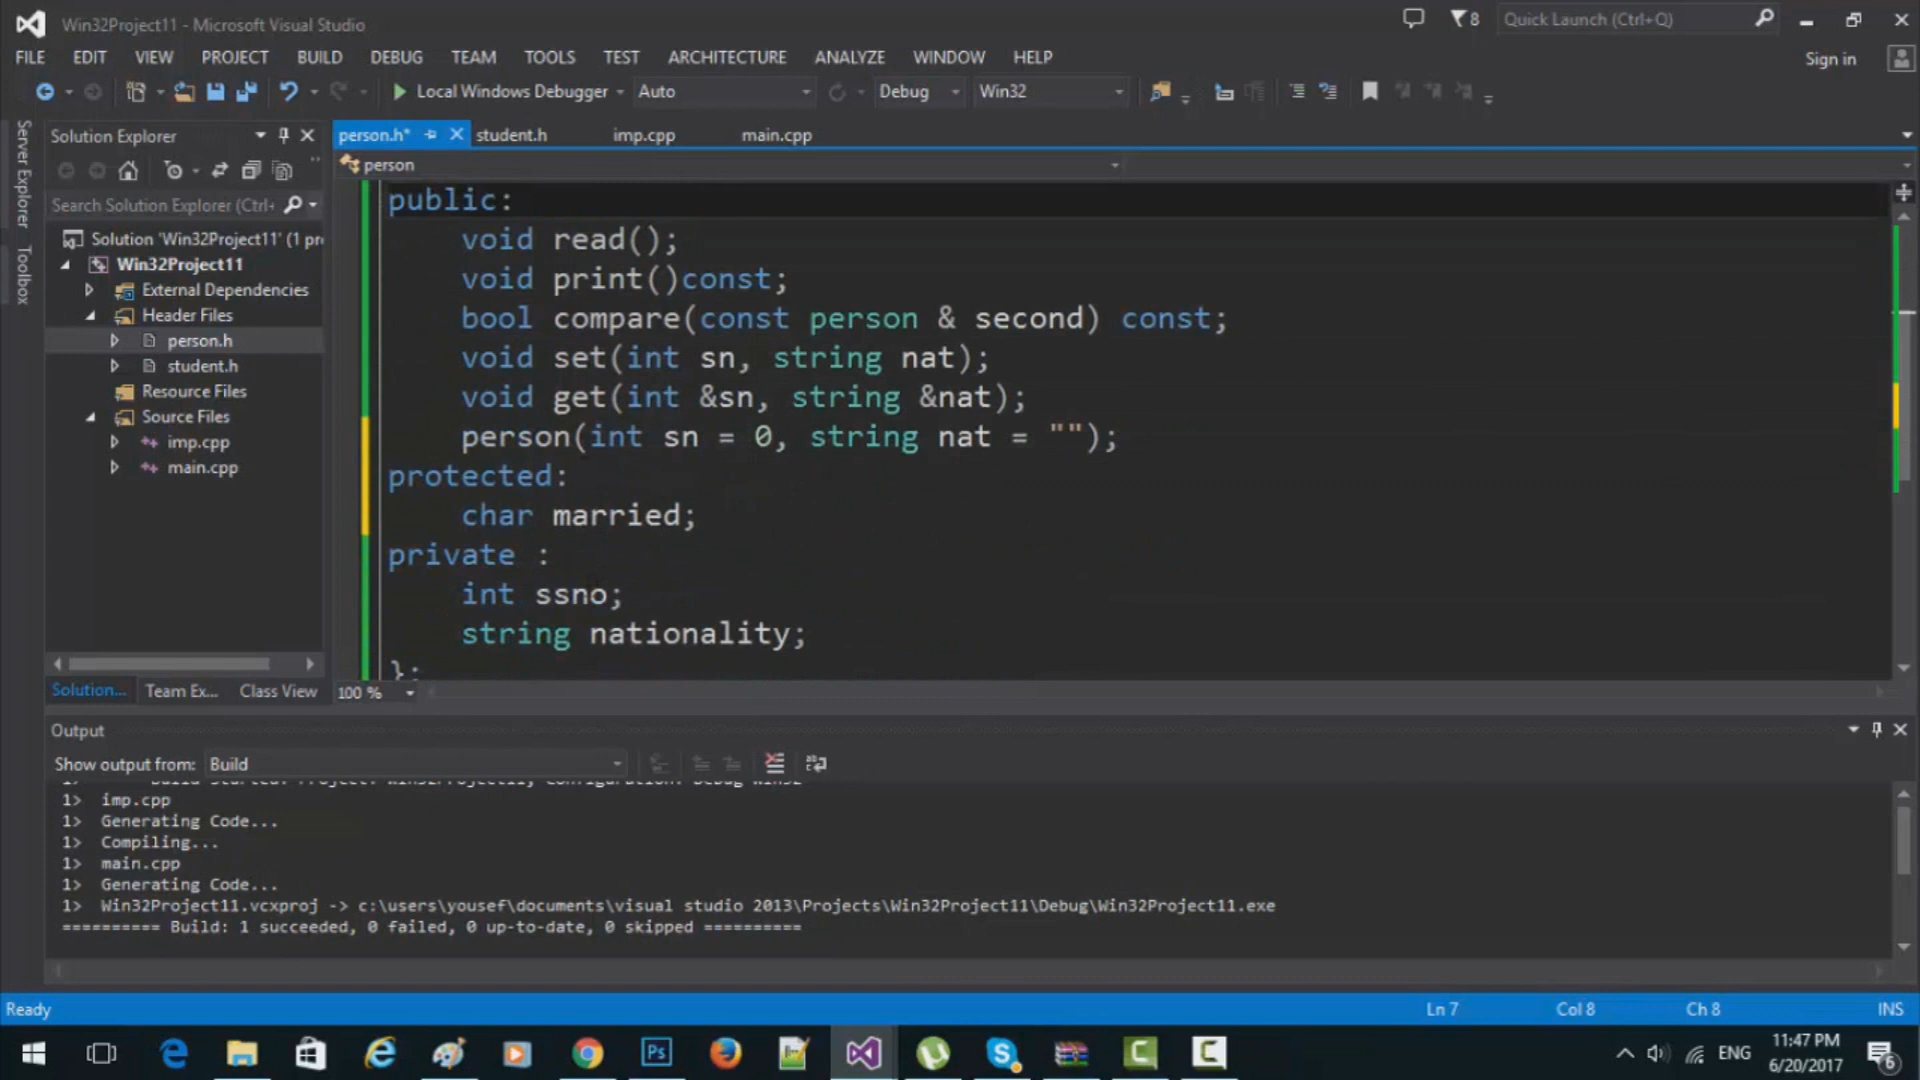 Win32Project11 - Microsoft Visual Studio
8
Quick Launch (Ctrl+Q)
FILE EDIT VIEW PROJECT BUILD DEBUG TEAM TOOLS TEST ARCHITECTURE ANALYZE WINDOW HELP
Sign in
Local Windows Debugger Auto Debug Win32
Server Explorer
Toolbox
Solution Explorer
Search Solution Explorer (Ctrl+
Solution 'Win32Project11' (1 pr
Win32Project11
External Dependencies
Header Files
person.h
student.h
Resource Files
Source Files
imp.cpp
main.cpp
Solution... Team Ex... Class View
person.h* student.h imp.cpp main.cpp
person
public:
void read();
void print()const;
bool compare(const person & second) const;
void set(int sn, string nat);
void get(int &sn, string &nat);
person(int sn = 0, string nat = "");
protected:
char married;
private :
int ssno;
string nationality;
};
100 %
Output
Show output from: Build
1> imp.cpp
1> Generating Code...
1> Compiling...
1> main.cpp
1> Generating Code...
1> Win32Project11.vcxproj -> c:\users\yousef\documents\visual studio 2013\Projects\Win32Project11\Debug\Win32Project11.exe
========== Build: 1 succeeded, 0 failed, 0 up-to-date, 0 skipped ==========
Ready Ln 7 Col 8 Ch 8 INS
Ps
ENG
11:47 PM
6/20/2017
6